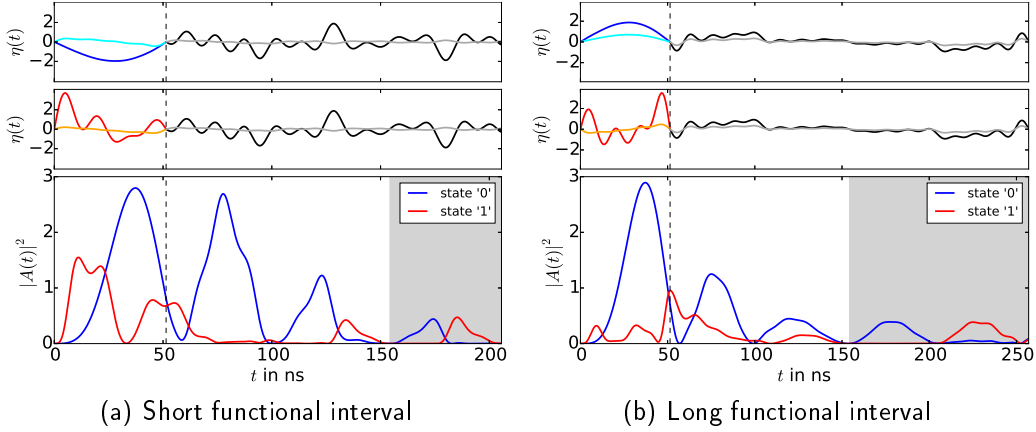 η(t)
2
0
−2
η(t)
2
0
−2
|A(t)|²
3
2
1
0
state '0'
state '1'
0 50 100 150 200
t in ns
(a) Short functional interval
η(t)
2
0
−2
η(t)
2
0
−2
|A(t)|²
3
2
1
0
state '0'
state '1'
0 50 100 150 200 250
t in ns
(b) Long functional interval